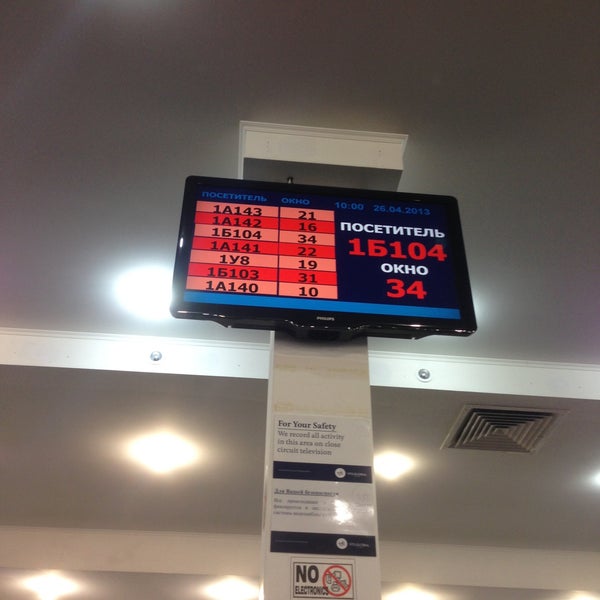 ПОСЕТИТЕЛЬ ОКНО
1А143 21
1А142 16
1Б104 34
1А141 22
1У8 19
1Б103 31
1А140 10
10:00 26.04.2013
ПОСЕТИТЕЛЬ
1Б104
ОКНО
34
PHILIPS
For Your Safety
We record all activity
in this area on close
circuit television
Для Вашей безопасности
NO
ELECTRONICS